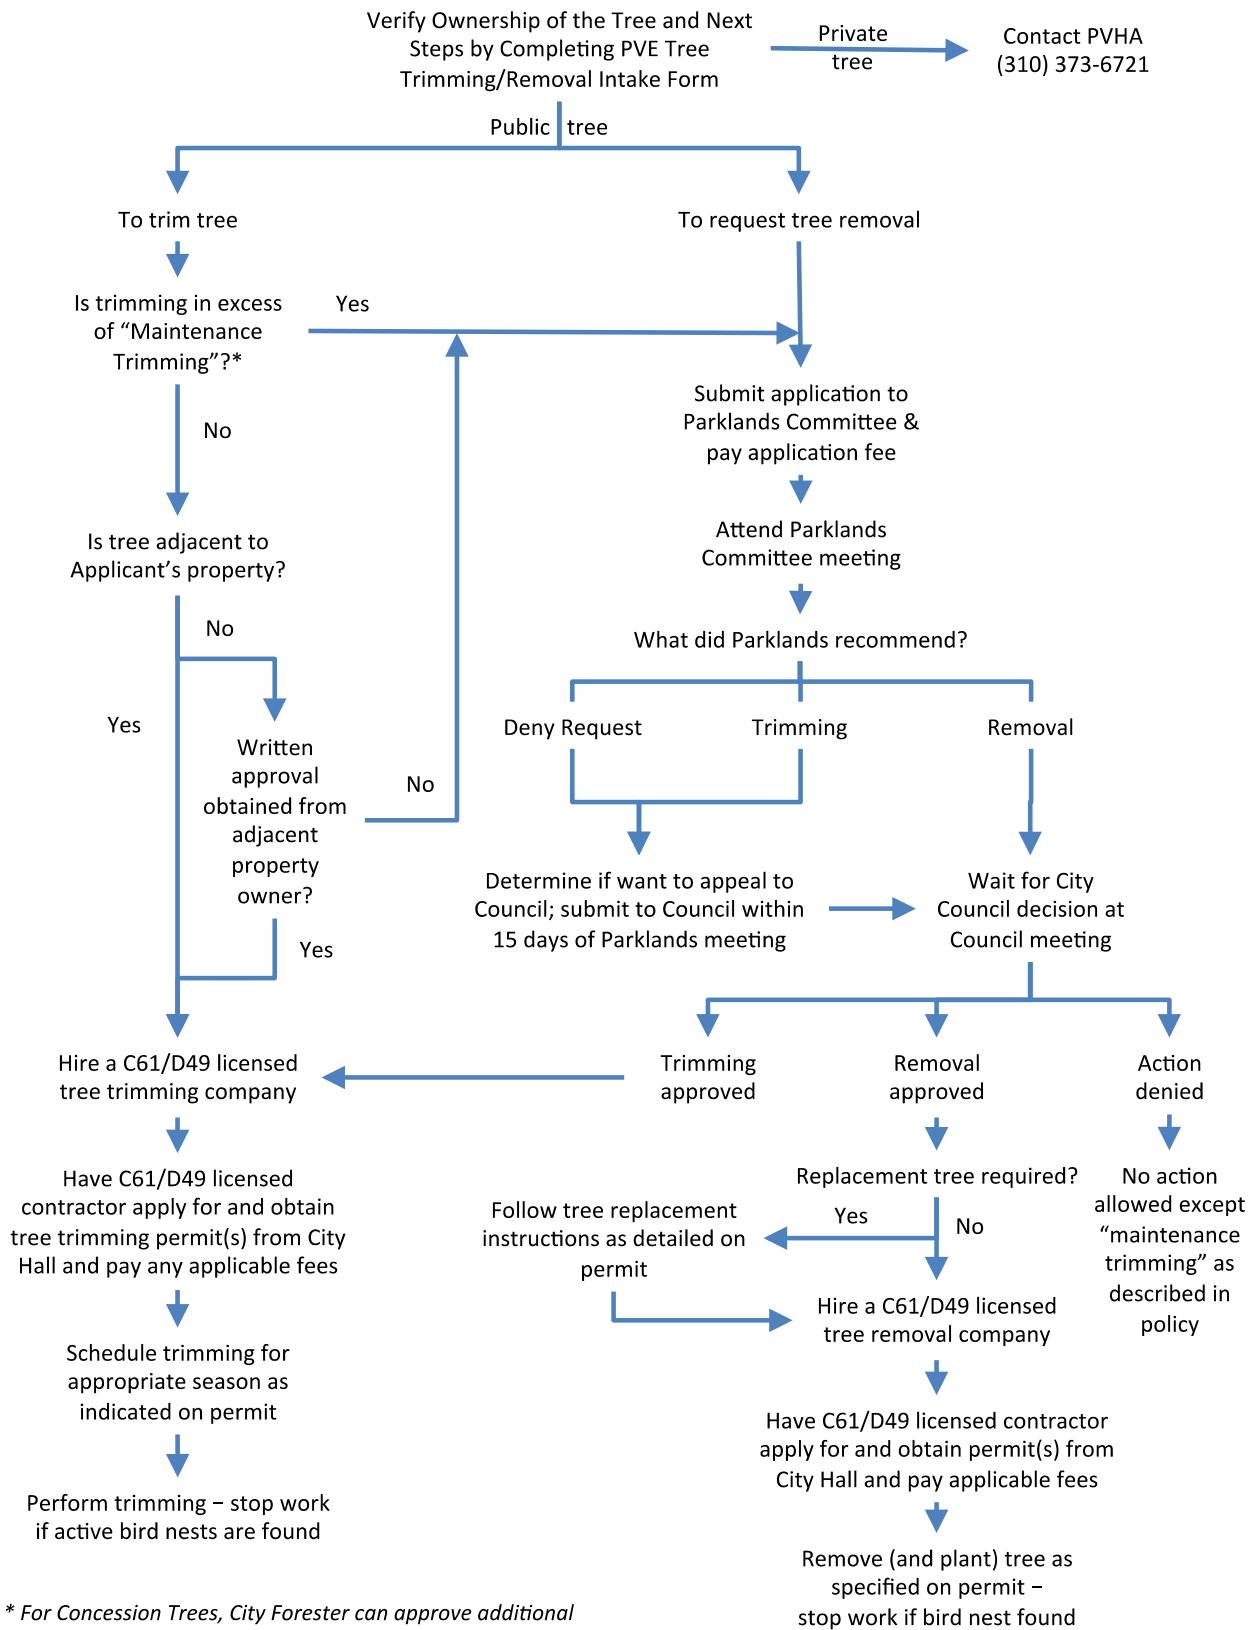 Verify Ownership of the Tree and Next
Steps by Completing PVE Tree
Trimming/Removal Intake Form
Private
tree
Contact PVHA
(310) 373-6721
Public tree
To trim tree
To request tree removal
Is trimming in excess
of “Maintenance
Trimming”?*
Yes
No
Submit application to
Parklands Committee &
pay application fee
Is tree adjacent to
Applicant’s property?
Attend Parklands
Committee meeting
No
What did Parklands recommend?
Yes
Deny Request
Trimming
Removal
Written
approval
obtained from
adjacent
property
owner?
No
Yes
Determine if want to appeal to
Council; submit to Council within
15 days of Parklands meeting
Wait for City
Council decision at
Council meeting
Hire a C61/D49 licensed
tree trimming company
Trimming
approved
Removal
approved
Action
denied
Have C61/D49 licensed
contractor apply for and obtain
tree trimming permit(s) from City
Hall and pay any applicable fees
Replacement tree required?
Yes
No
Follow tree replacement
instructions as detailed on
permit
No action
allowed except
“maintenance
trimming” as
described in
policy
Hire a C61/D49 licensed
tree removal company
Schedule trimming for
appropriate season as
indicated on permit
Have C61/D49 licensed contractor
apply for and obtain permit(s) from
City Hall and pay applicable fees
Perform trimming – stop work
if active bird nests are found
Remove (and plant) tree as
specified on permit –
stop work if bird nest found
* For Concession Trees, City Forester can approve additional